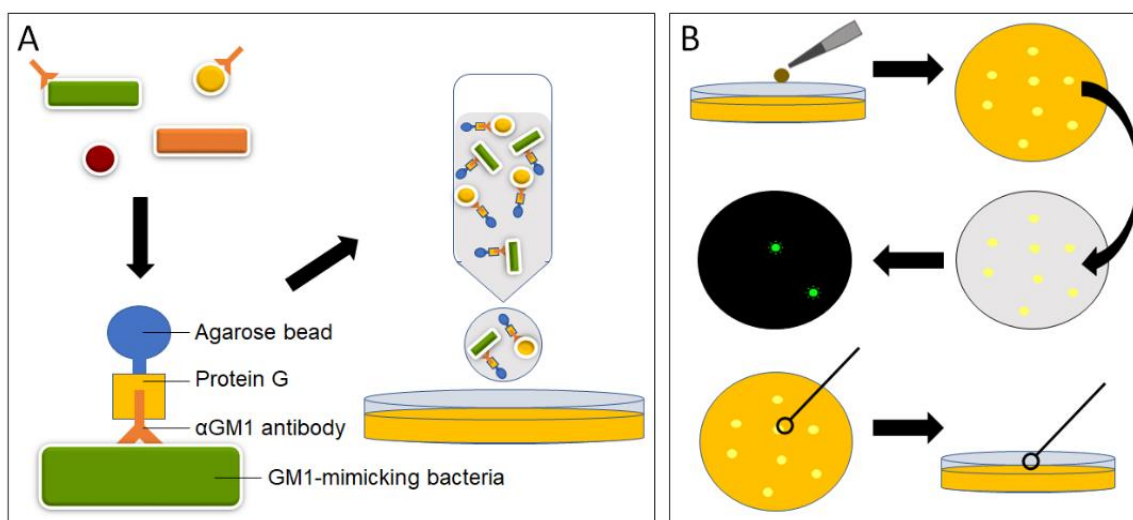 A
Agarose bead
Protein G
αGM1 antibody
GM1-mimicking bacteria
B